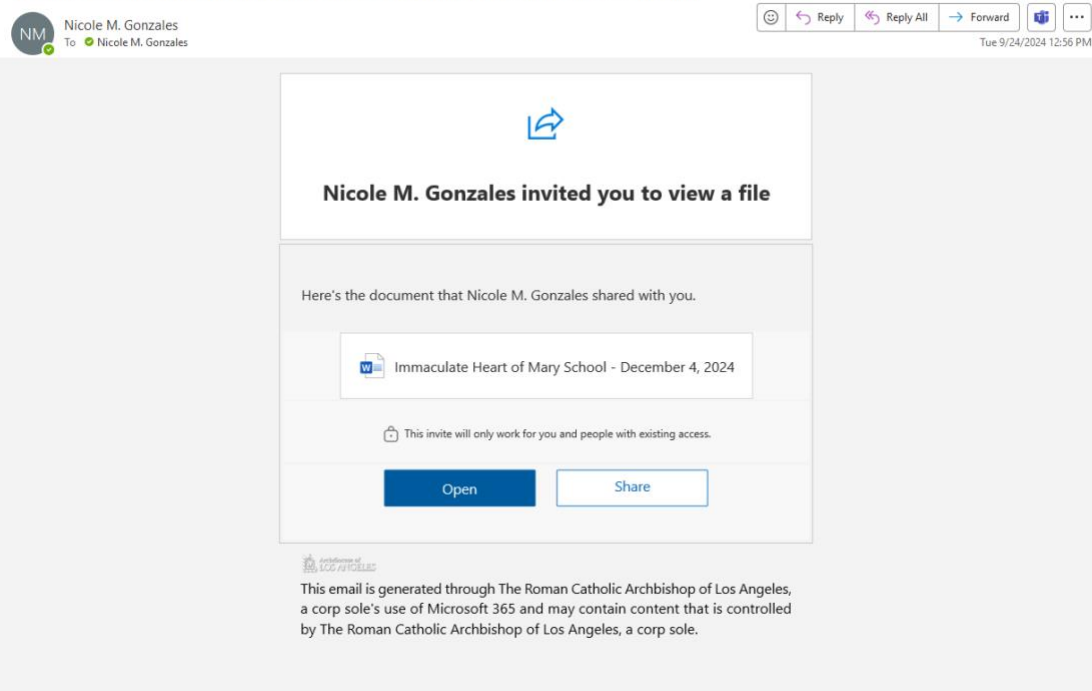 NM
Nicole M. Gonzales
To Nicole M. Gonzales
Reply
Reply All
Forward
Tue 9/24/2024 12:56 PM
Nicole M. Gonzales invited you to view a file
Here's the document that Nicole M. Gonzales shared with you.
W
Immaculate Heart of Mary School - December 4, 2024
This invite will only work for you and people with existing access.
Open
Share
Archdiocese of
LOS ANGELES
This email is generated through The Roman Catholic Archbishop of Los Angeles,
a corp sole's use of Microsoft 365 and may contain content that is controlled
by The Roman Catholic Archbishop of Los Angeles, a corp sole.